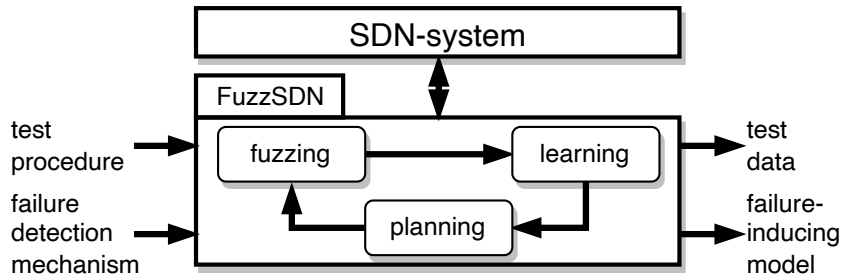 SDN-system
FuzzSDN
test
procedure
failure
detection
mechanism
fuzzing
learning
planning
test
data
failure-
inducing
model